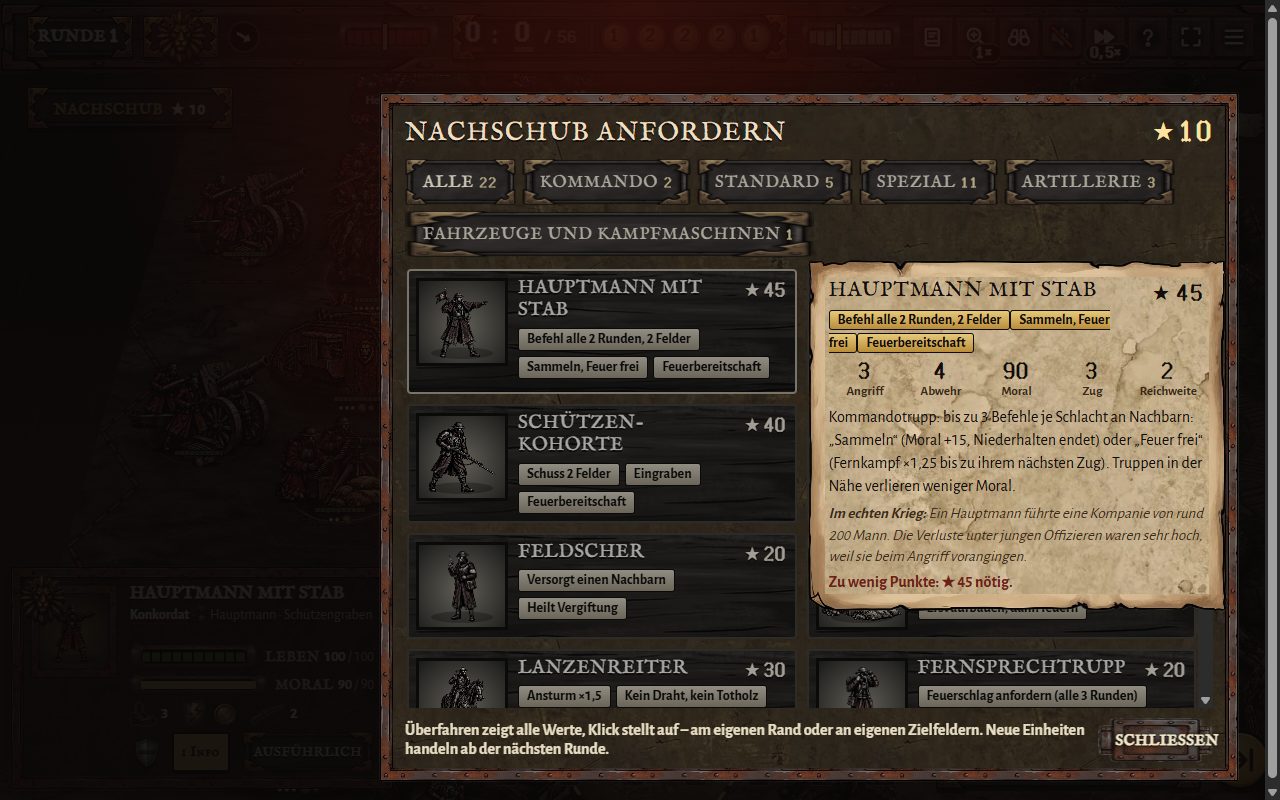 RUNDE 1
0 : 0 / 56
1 2 2 2 1
1×
0,5×
?
NACHSCHUB ★ 10
NACHSCHUB ANFORDERN
★ 10
ALLE 22
KOMMANDO 2
STANDARD 5
SPEZIAL 11
ARTILLERIE 3
FAHRZEUGE UND KAMPFMASCHINEN 1
HAUPTMANN MIT
STAB
★ 45
Befehl alle 2 Runden, 2 Felder
Sammeln, Feuer frei
Feuerbereitschaft
SCHÜTZEN-
KOHORTE
★ 40
Schuss 2 Felder
Eingraben
Feuerbereitschaft
FELDSCHER
★ 20
Versorgt einen Nachbarn
Heilt Vergiftung
LANZENREITER
★ 30
Ansturm ×1,5
Kein Draht, kein Totholz
HAUPTMANN MIT STAB
★ 45
Befehl alle 2 Runden, 2 Felder
Sammeln, Feuer
frei
Feuerbereitschaft
3 4 90 3 2
Angriff Abwehr Moral Zug Reichweite
Kommandotrupp: bis zu 3 Befehle je Schlacht an Nachbarn:
„Sammeln“ (Moral +15, Niederhalten endet) oder „Feuer frei“
(Fernkampf ×1,25 bis zu ihrem nächsten Zug). Truppen in der
Nähe verlieren weniger Moral.
Im echten Krieg: Ein Hauptmann führte eine Kompanie von rund
200 Mann. Die Verluste unter jungen Offizieren waren sehr hoch,
weil sie beim Angriff vorangingen.
Zu wenig Punkte: ★ 45 nötig.
FERNSPRECHTRUPP
★ 20
Feuerschlag anfordern (alle 3 Runden)
Überfahren zeigt alle Werte, Klick stellt auf – am eigenen Rand oder an eigenen Zielfeldern. Neue Einheiten
handeln ab der nächsten Runde.
SCHLIESSEN
HAUPTMANN MIT STAB
Konkordat
Hauptmann · Schützengraben
LEBEN 100 / 100
MORAL 90 / 90
3
2
1 INFO
AUSFÜHRLICH